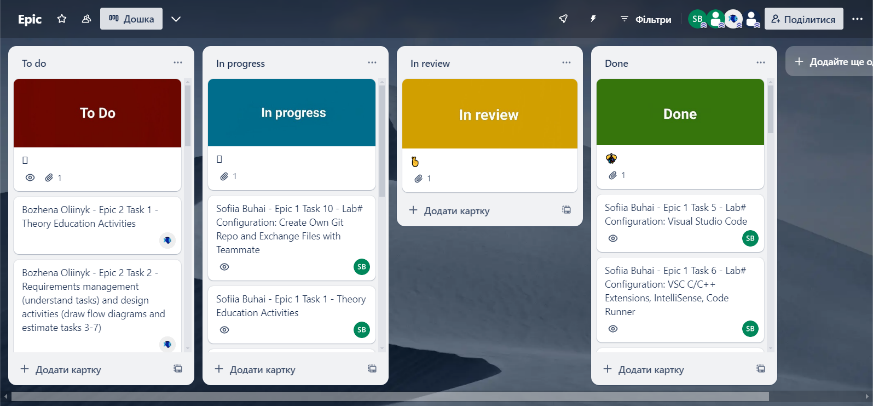 Epic
Дошка
Фільтри
SB
Поділитися
To do
To Do
1
Bozhena Oliinyk - Epic 2 Task 1 -
Theory Education Activities
Bozhena Oliinyk - Epic 2 Task 2 -
Requirements management
(understand tasks) and design
activities (draw flow diagrams and
estimate tasks 3-7)
Додати картку
In progress
In progress
1
Sofiia Buhai - Epic 1 Task 10 - Lab#
Configuration: Create Own Git
Repo and Exchange Files with
Teammate
SB
Sofiia Buhai - Epic 1 Task 1 - Theory
Education Activities
SB
Додати картку
In review
In review
1
Додати картку
Done
Done
1
Sofiia Buhai - Epic 1 Task 5 - Lab#
Configuration: Visual Studio Code
SB
Sofiia Buhai - Epic 1 Task 6 - Lab#
Configuration: VSC C/C++
Extensions, IntelliSense, Code
Runner
SB
Додати картку
Додайте ще о